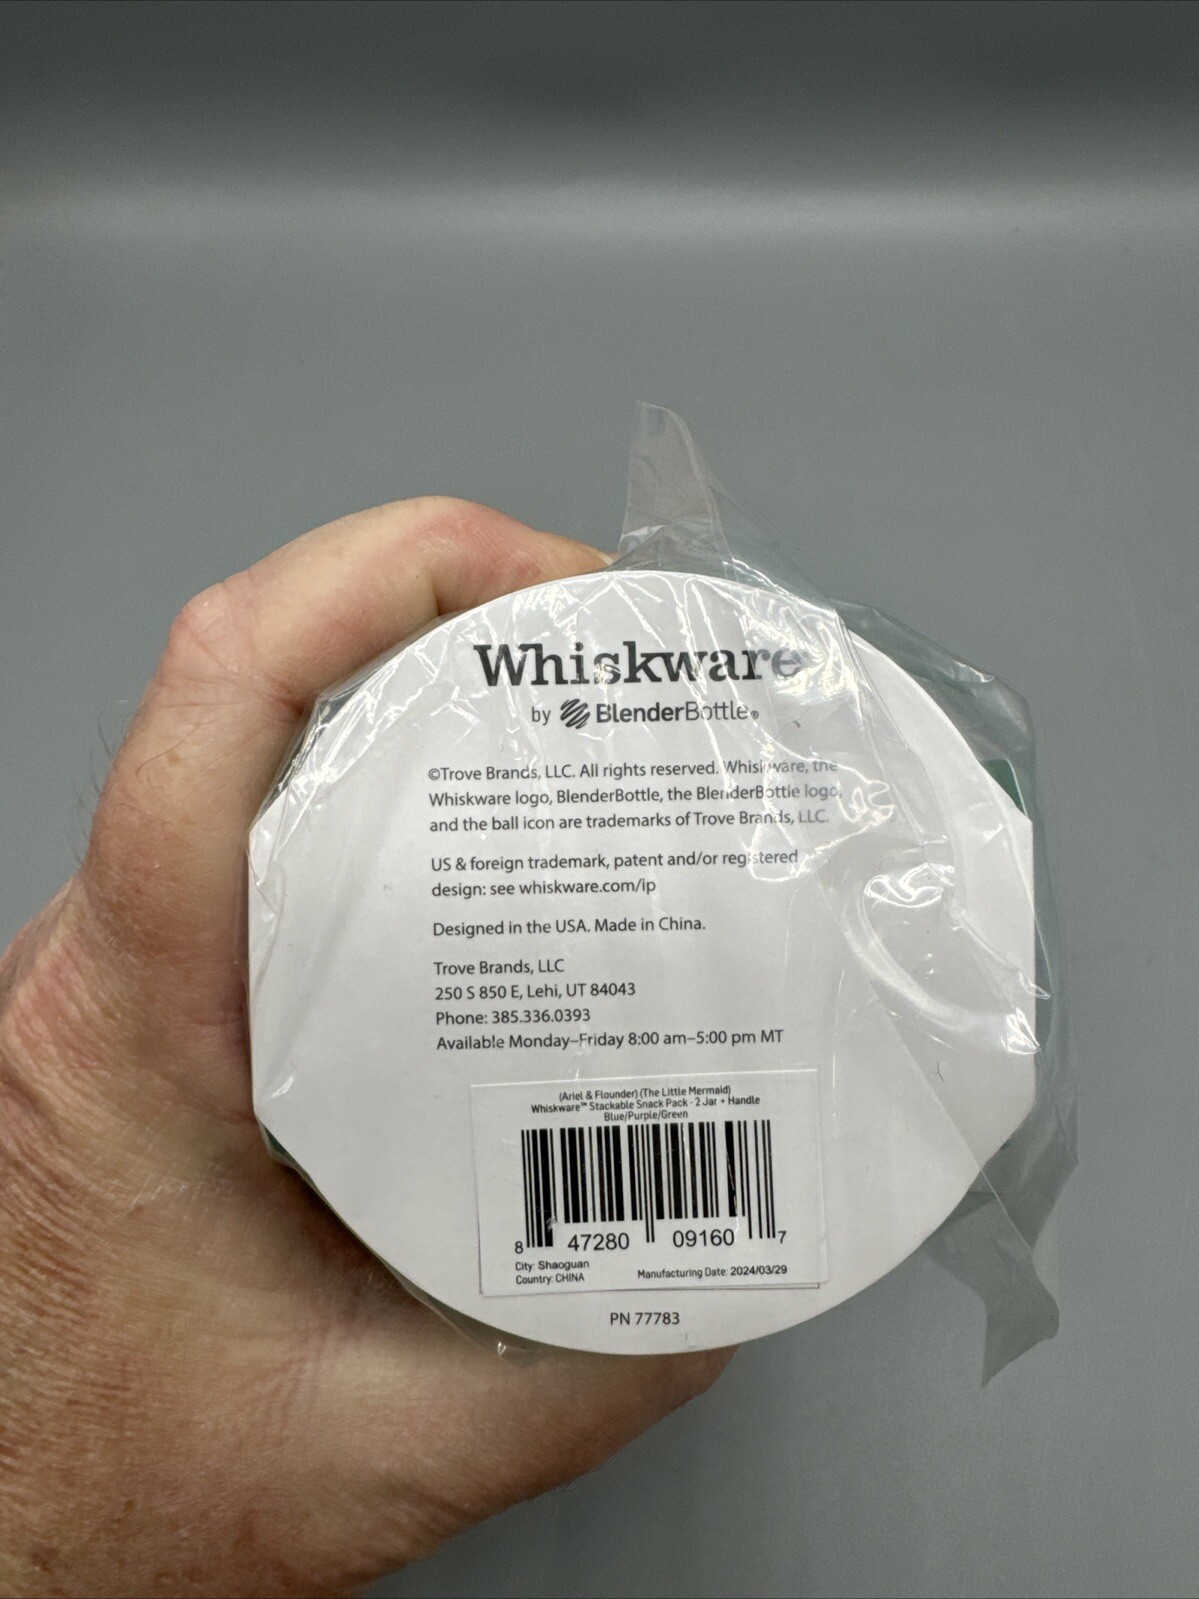 Whiskware
by BlenderBottle®
©Trove Brands, LLC. All rights reserved. Whiskware, the
Whiskware logo, BlenderBottle, the BlenderBottle logo,
and the ball icon are trademarks of Trove Brands, LLC.
US & foreign trademark, patent and/or registered
design: see whiskware.com/ip
Designed in the USA. Made in China.
Trove Brands, LLC
250 S 850 E, Lehi, UT 84043
Phone: 385.336.0393
Available Monday–Friday 8:00 am–5:00 pm MT
(Ariel & Flounder) (The Little Mermaid)
Whiskware™ Stackable Snack Pack - 2 Jar + Handle
Blue/Purple/Green
8 47280 09160 7
City: Shaoguan
Country: CHINA Manufacturing Date: 2024/03/29
PN 77783